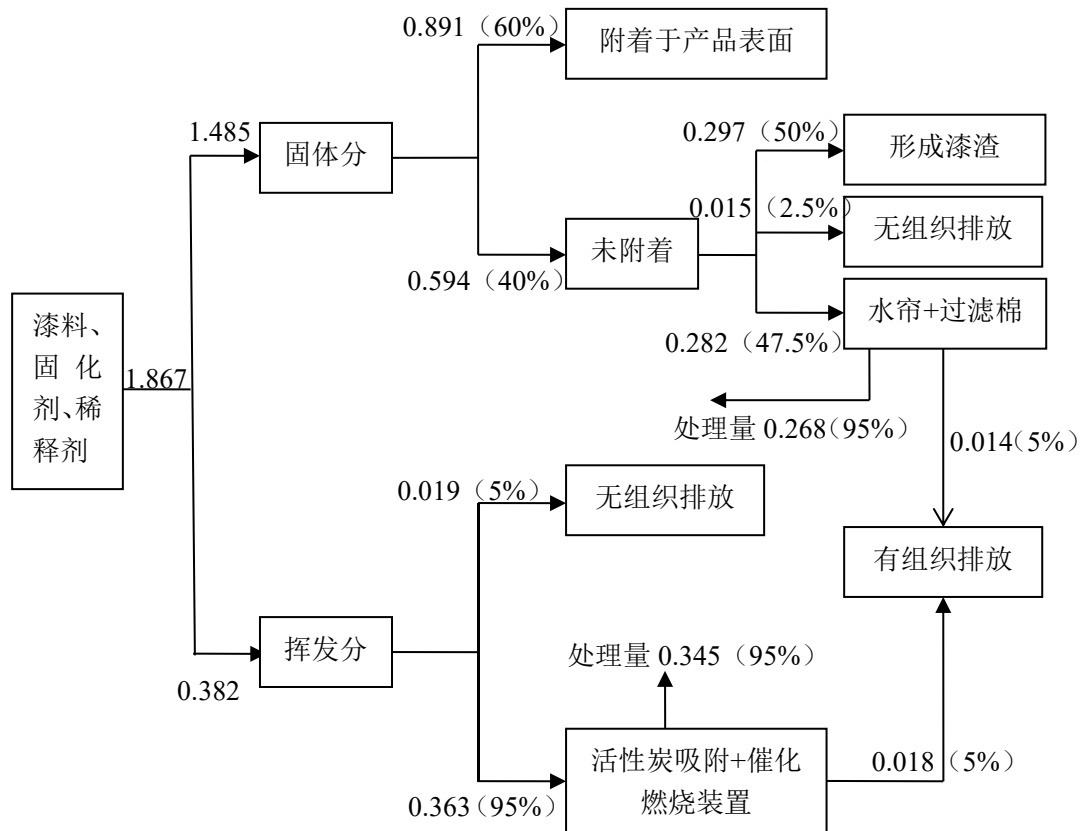 0.891（60%）
附着于产品表面
1.485
固体分
0.297（50%）
形成漆渣
0.015（2.5%）
无组织排放
未附着
0.594（40%）
水帘+过滤棉
0.282（47.5%）
漆料、
固化
剂、稀
释剂
1.867
处理量 0.268（95%）
0.014（5%）
0.019（5%）
无组织排放
有组织排放
挥发分
0.382
处理量 0.345（95%）
活性炭吸附+催化
燃烧装置
0.018（5%）
0.363（95%）